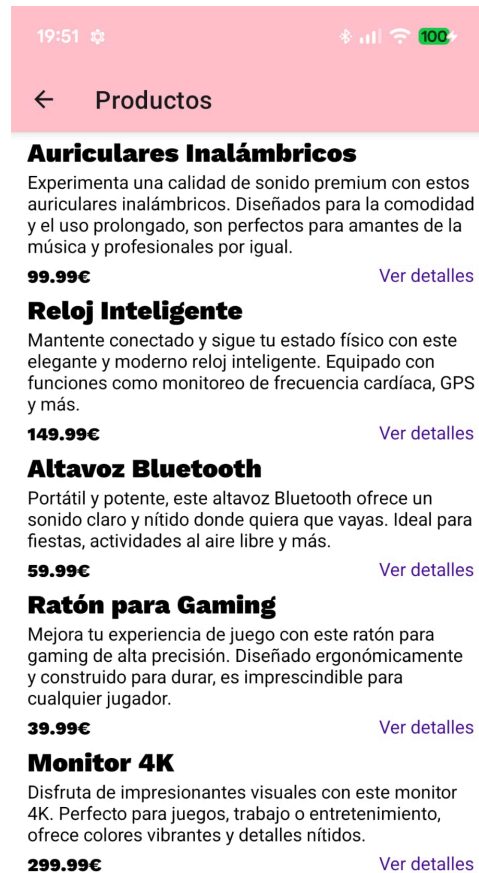 19:51
100
Productos
Auriculares Inalámbricos
Experimenta una calidad de sonido premium con estos
auriculares inalámbricos. Diseñados para la comodidad
y el uso prolongado, son perfectos para amantes de la
música y profesionales por igual.
99.99€ Ver detalles
Reloj Inteligente
Mantente conectado y sigue tu estado físico con este
elegante y moderno reloj inteligente. Equipado con
funciones como monitoreo de frecuencia cardíaca, GPS
y más.
149.99€ Ver detalles
Altavoz Bluetooth
Portátil y potente, este altavoz Bluetooth ofrece un
sonido claro y nítido donde quiera que vayas. Ideal para
fiestas, actividades al aire libre y más.
59.99€ Ver detalles
Ratón para Gaming
Mejora tu experiencia de juego con este ratón para
gaming de alta precisión. Diseñado ergonómicamente
y construido para durar, es imprescindible para
cualquier jugador.
39.99€ Ver detalles
Monitor 4K
Disfruta de impresionantes visuales con este monitor
4K. Perfecto para juegos, trabajo o entretenimiento,
ofrece colores vibrantes y detalles nítidos.
299.99€ Ver detalles